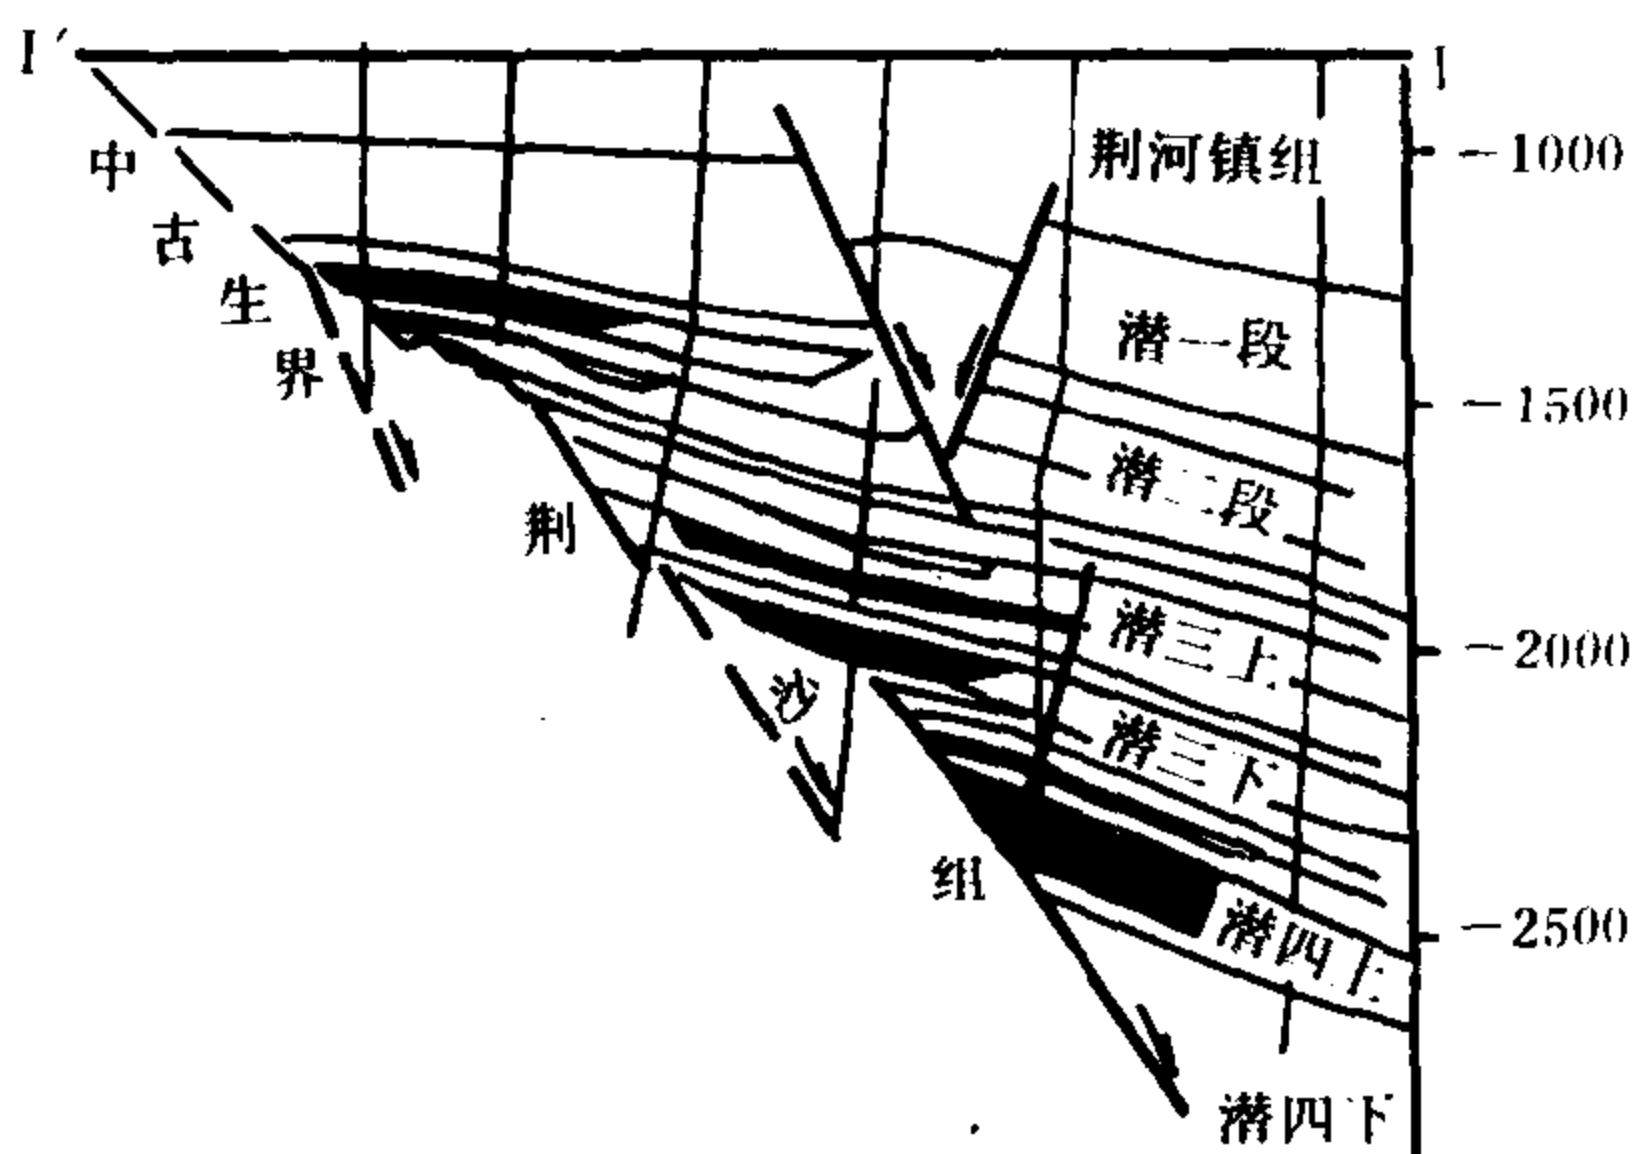 I′
I
荆河镇组
-1000
中
古
生
界
潜一段
-1500
潜二段
荆
沙
组
潜三上
-2000
潜三下
-2500
潜四上
潜四下